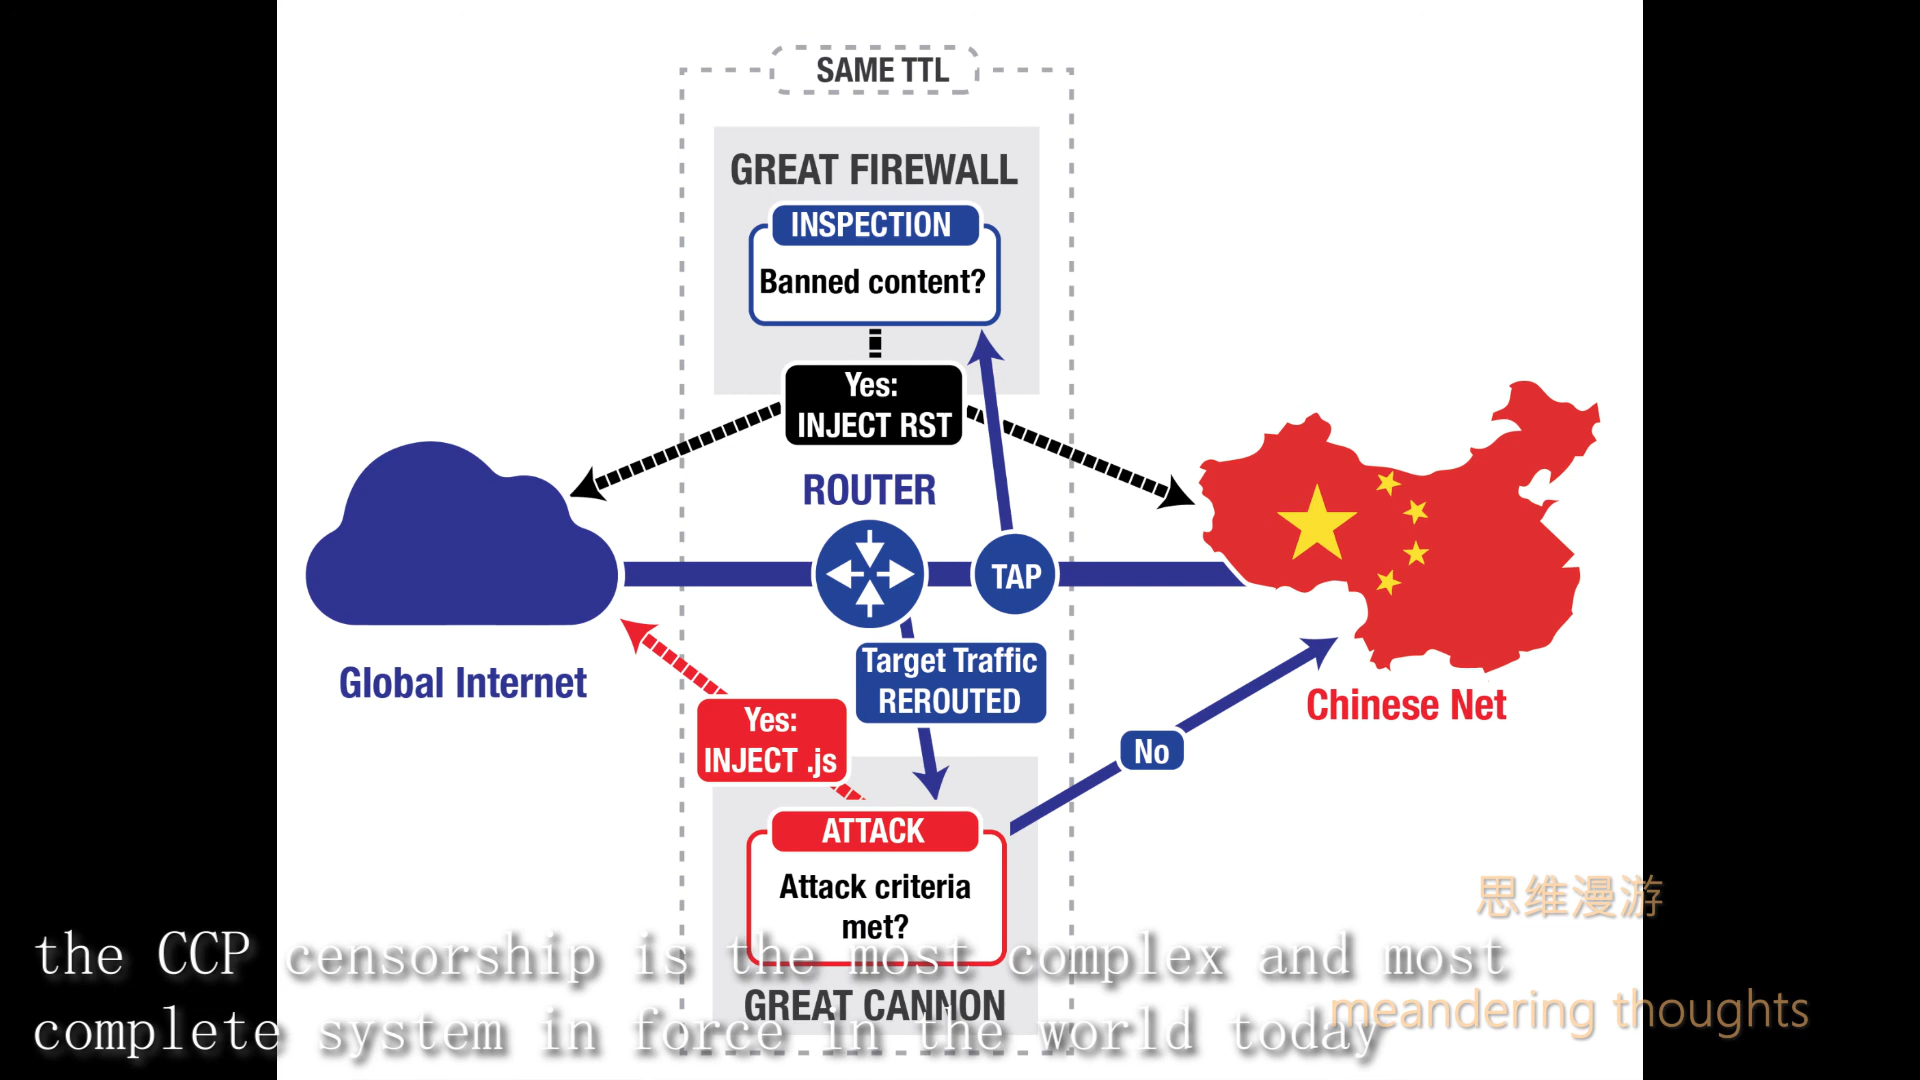 SAME TTL
GREAT FIREWALL
INSPECTION
Banned content?
Yes:
INJECT RST
ROUTER
TAP
Global Internet
Target Traffic
REROUTED
Chinese Net
Yes:
INJECT .js
No
ATTACK
Attack criteria
met?
GREAT CANNON
思维漫游
meandering thoughts
the CCP censorship is the most complex and most
complete system in force in the world today